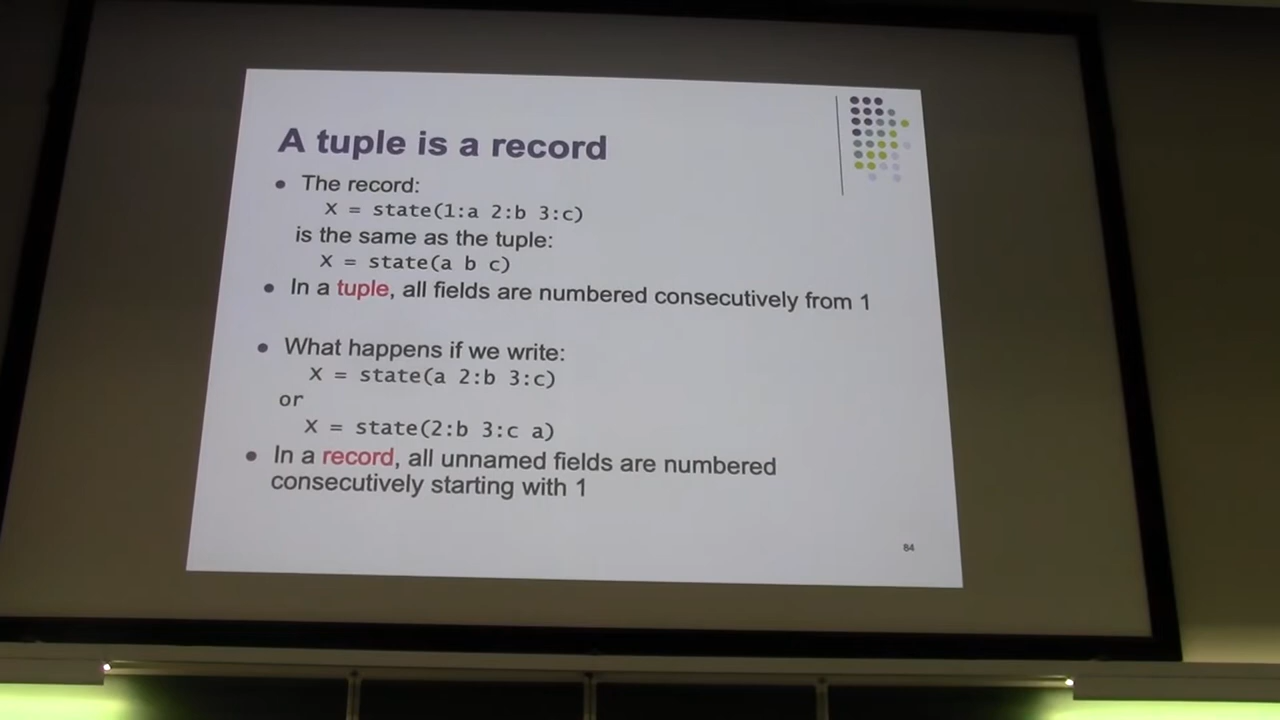 A tuple is a record
• The record:
X = state(1:a 2:b 3:c)
is the same as the tuple:
X = state(a b c)
• In a tuple, all fields are numbered consecutively from 1
• What happens if we write:
X = state(a 2:b 3:c)
or
X = state(2:b 3:c a)
• In a record, all unnamed fields are numbered
consecutively starting with 1
84